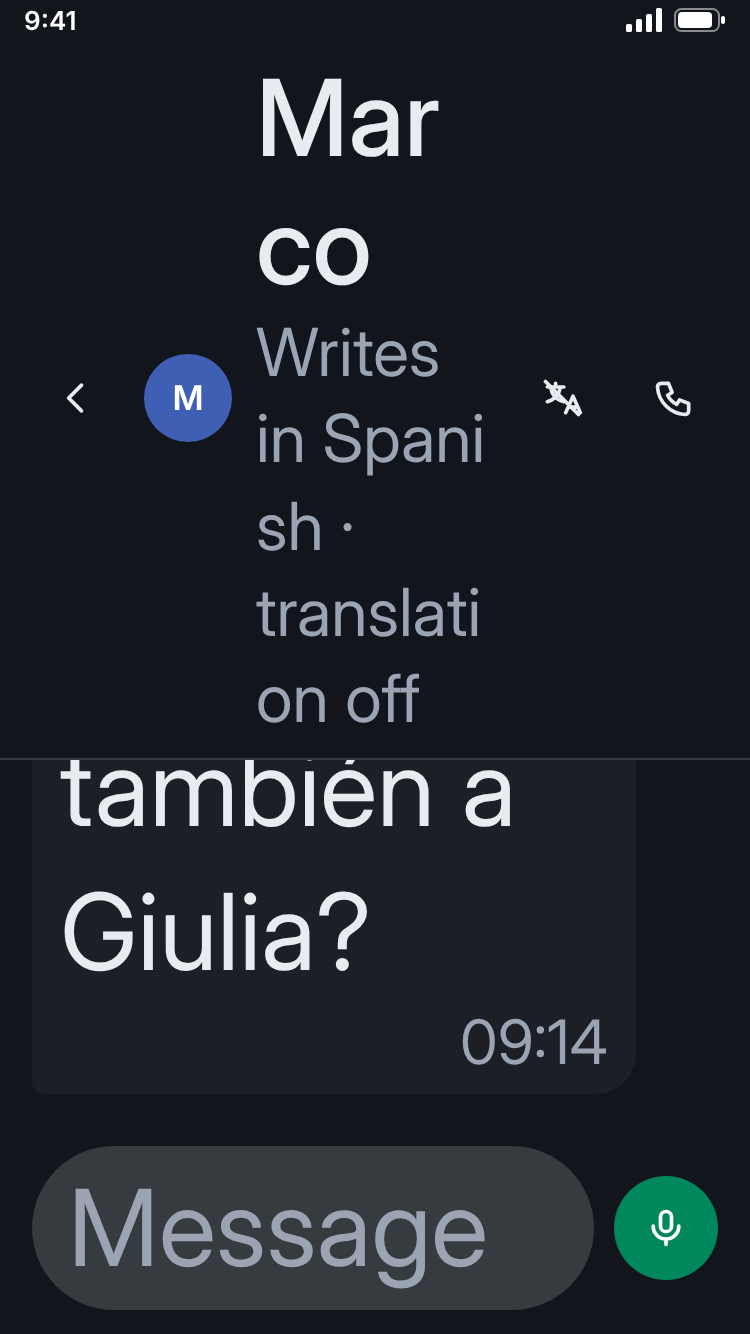 9:41
Mar
co
M
Writes
in Spani
sh ·
translati
on off
también a
Giulia?
09:14
Message